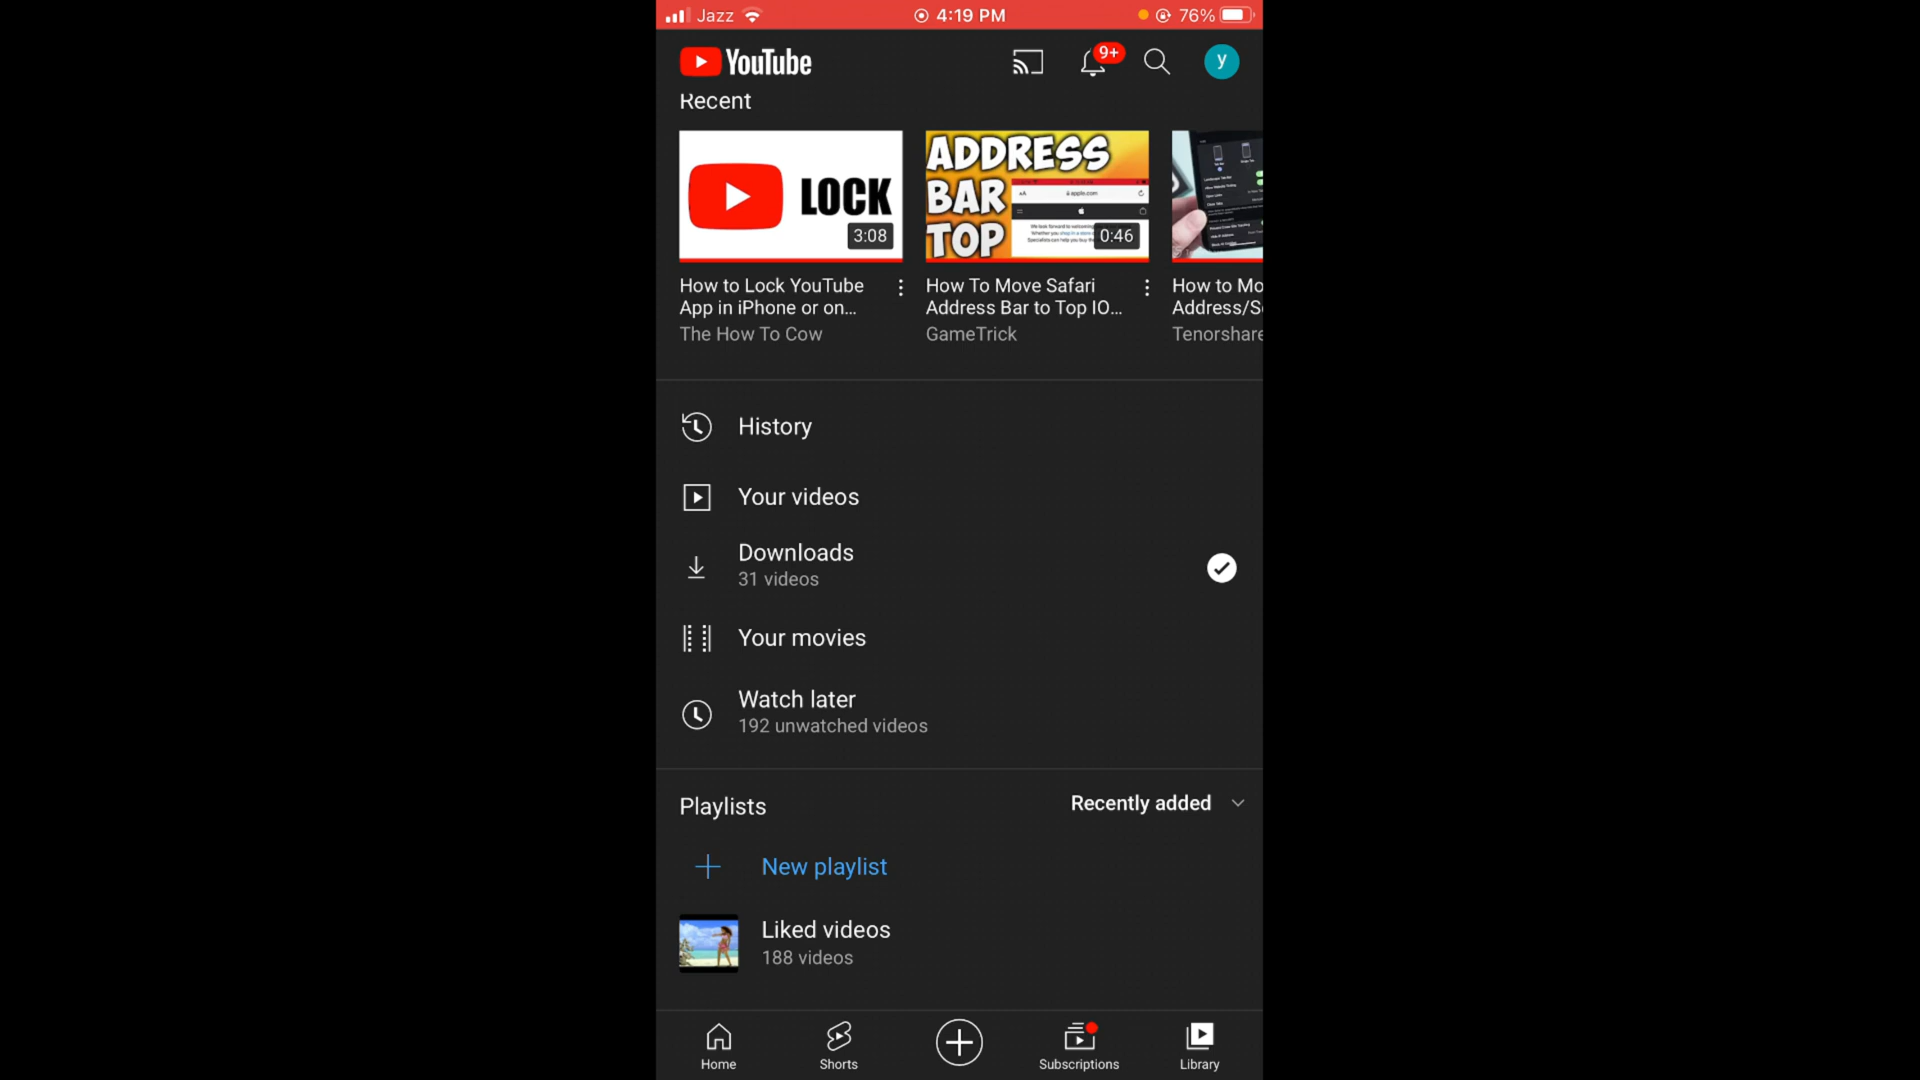 Jazz
4:19 PM
76%
YouTube
9+
y
Recent
LOCK
3:08
ADDRESS
BAR
TOP
AA
apple.com
0:46
How to Lock YouTube
App in iPhone or on...
The How To Cow
How To Move Safari
Address Bar to Top IO...
GameTrick
How to Mo
Address/S
Tenorshare
History
Your videos
Downloads
31 videos
Your movies
Watch later
192 unwatched videos
Playlists
Recently added
New playlist
Liked videos
188 videos
Home
Shorts
Subscriptions
Library